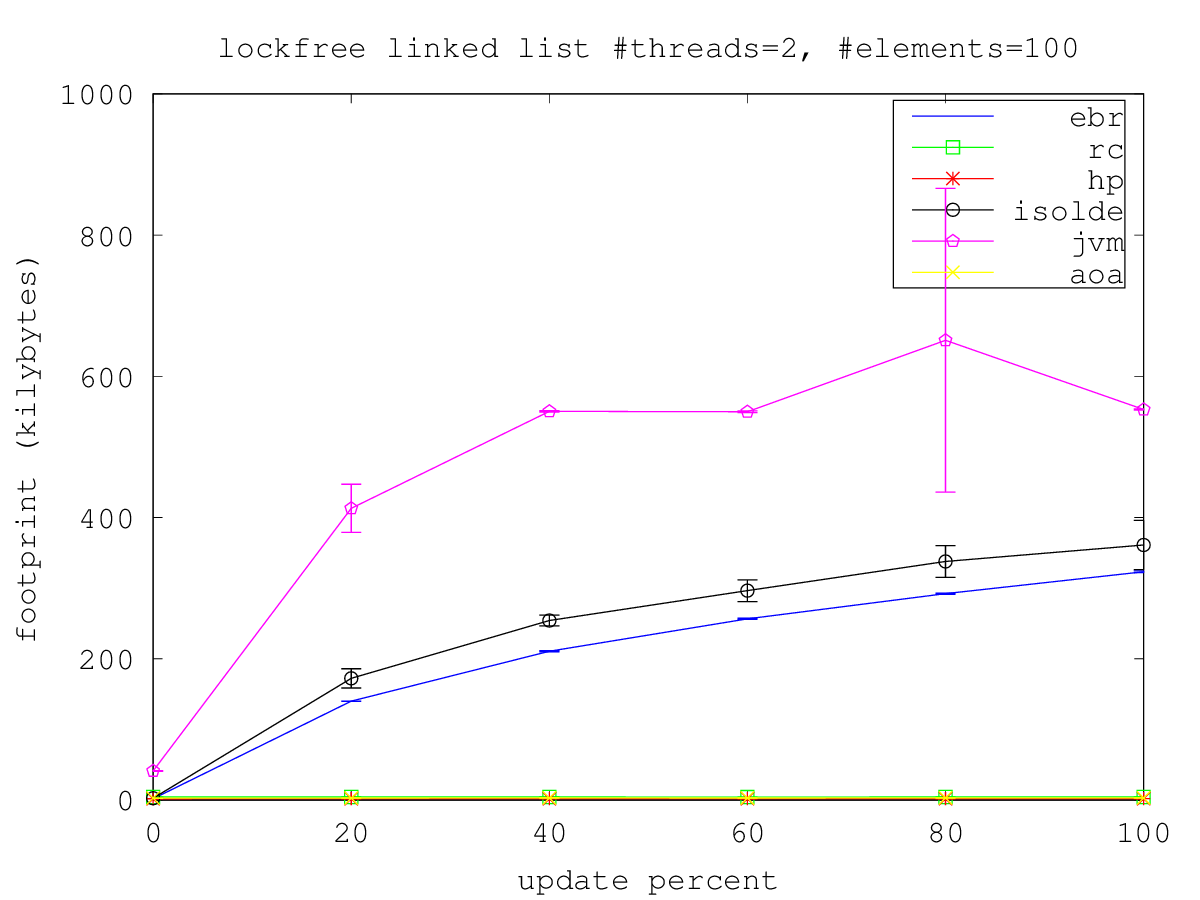 lockfree linked list #threads=2, #elements=100
1000
800
600
400
200
0
footprint (kilybytes)
ebr
rc
hp
isolde
jvm
aoa
0 20 40 60 80 100
update percent